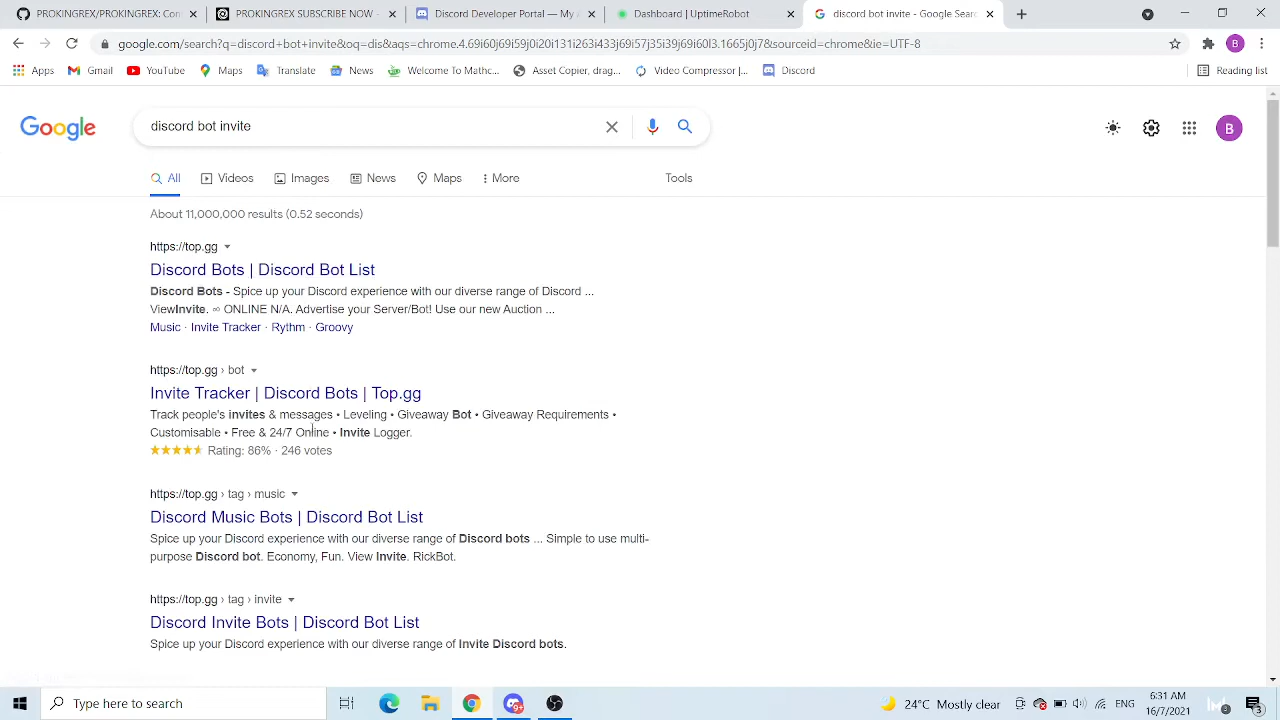 PROKINGREX/PROKINGREX: Con
PROKINGREX SUBSCRIBE NOW -
Discord Developer Portal — My
Dashboard | UptimeRobot
discord bot invite - Google Sear
google.com/search?q=discord+bot+invite&oq=dis&aqs=chrome.4.69i60j69i59j0i20i131i263i433j69i57j35i39j69i60l3.1665j0j7&sourceid=chrome&ie=UTF-8
Apps
Gmail
YouTube
Maps
Translate
News
Welcome To Mathc...
Asset Copier, drag...
Video Compressor |...
Discord
Reading list
Google
discord bot invite
B
All
Videos
Images
News
Maps
More
Tools
About 11,000,000 results (0.52 seconds)
https://top.gg
Discord Bots | Discord Bot List
Discord Bots - Spice up your Discord experience with our diverse range of Discord ...
ViewInvite. ∞ ONLINE N/A. Advertise your Server/Bot! Use our new Auction ...
Music · Invite Tracker · Rythm · Groovy
https://top.gg › bot
Invite Tracker | Discord Bots | Top.gg
Track people's invites & messages • Leveling • Giveaway Bot • Giveaway Requirements •
Customisable • Free & 24/7 Online • Invite Logger.
Rating: 86% · 246 votes
https://top.gg › tag › music
Discord Music Bots | Discord Bot List
Spice up your Discord experience with our diverse range of Discord bots ... Simple to use multi-
purpose Discord bot. Economy, Fun. View Invite. RickBot.
https://top.gg › tag › invite
Discord Invite Bots | Discord Bot List
Spice up your Discord experience with our diverse range of Invite Discord bots.
Type here to search
9+
24°C Mostly clear
ENG
6:31 AM
16/7/2021
3